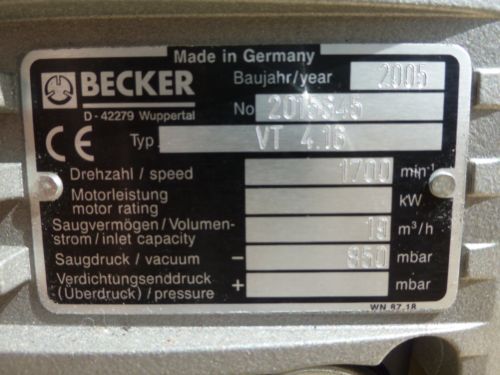 Made in Germany
BECKER
Baujahr/year 2005
D-42279 Wuppertal
No
CE
Typ VT 4.16
Drehzahl / speed 1700 min-1
Motorleistung
motor rating kW
Saugvermögen/Volumen-
strom/inlet capacity 19 m³/h
Saugdruck / vacuum - 850 mbar
Verdichtungsenddruck
(Überdruck) / pressure + mbar
WN 87.18